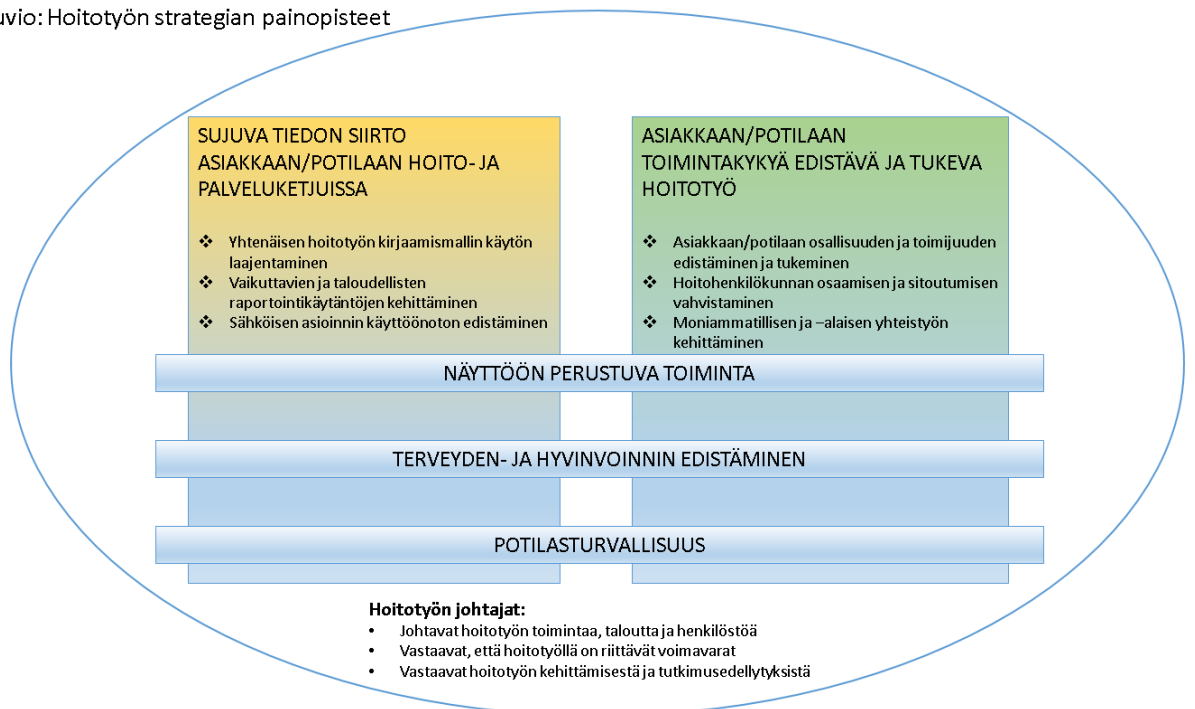 uvio: Hoitotyön strategian painopisteet
SUJUVA TIEDON SIIRTO
ASIAKKAAN/POTILAAN HOITO- JA
PALVELUKETJUISSA
❖ Yhtenäisen hoitotyön kirjaamismallin käytön
laajentaminen
❖ Vaikuttavien ja taloudellisten
raportointikäytäntöjen kehittäminen
❖ Sähköisen asioinnin käyttöönoton edistäminen
ASIAKKAAN/POTILAAN
TOIMINTAKYKYÄ EDISTÄVÄ JA TUKEVA
HOITOTYÖ
❖ Asiakkaan/potilaan osallisuuden ja toimijuuden
edistäminen ja tukeminen
❖ Hoitohenkilökunnan osaamisen ja sitoutumisen
vahvistaminen
❖ Moniammatillisen ja –alaisen yhteistyön
kehittäminen
NÄYTTÖÖN PERUSTUVA TOIMINTA
TERVEYDEN- JA HYVINVOINNIN EDISTÄMINEN
POTILASTURVALLISUUS
Hoitotyön johtajat:
• Johtavat hoitotyön toimintaa, taloutta ja henkilöstöä
• Vastaavat, että hoitotyöllä on riittävät voimavarat
• Vastaavat hoitotyön kehittämisestä ja tutkimusedellytyksistä